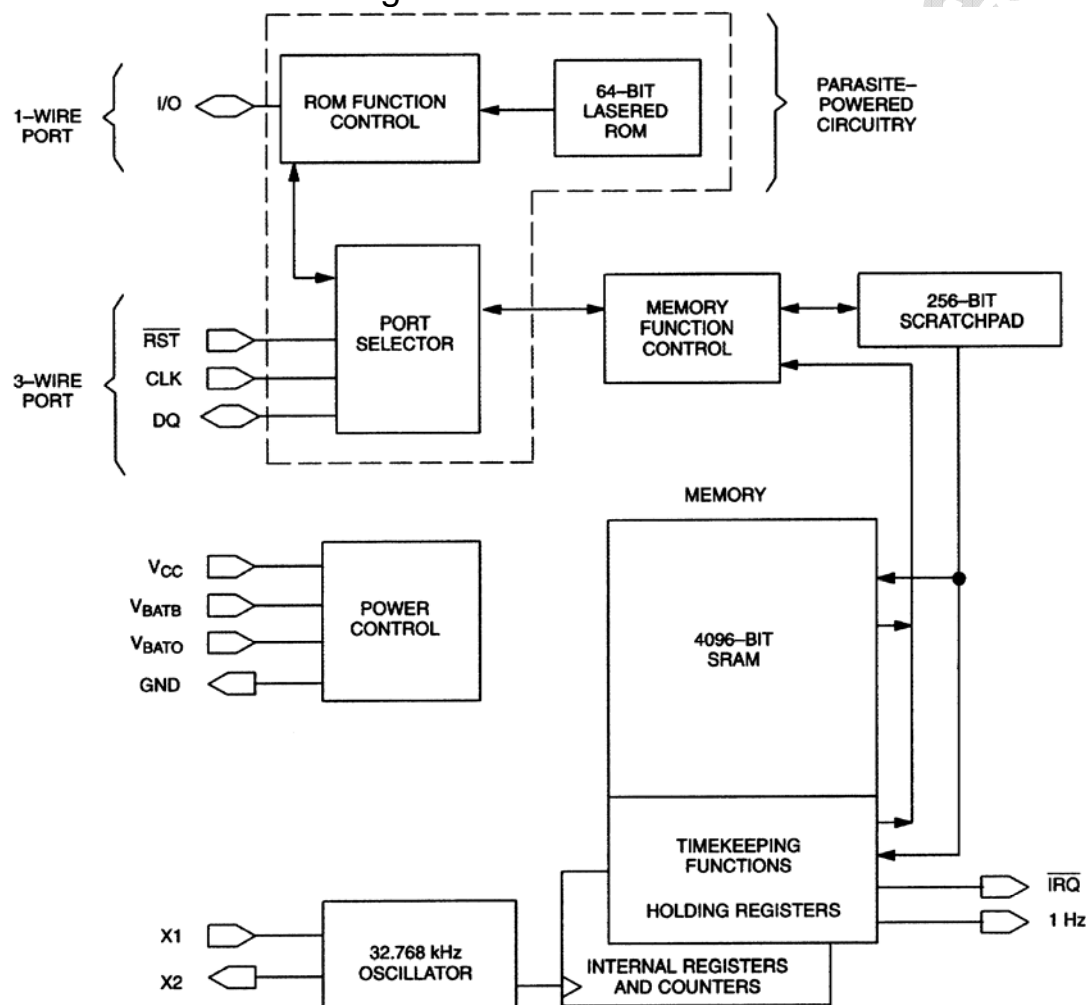 1–WIRE
PORT
I/O
ROM FUNCTION
CONTROL
64–BIT
LASERED
ROM
PARASITE–
POWERED
CIRCUITRY
3–WIRE
PORT
R̅S̅T̅
CLK
DQ
PORT
SELECTOR
MEMORY
FUNCTION
CONTROL
256–BIT
SCRATCHPAD
VCC
VBATB
VBATO
GND
POWER
CONTROL
MEMORY
4096–BIT
SRAM
TIMEKEEPING
FUNCTIONS
HOLDING REGISTERS
I̅R̅Q̅
1 Hz
X1
X2
32.768 kHz
OSCILLATOR
INTERNAL REGISTERS
AND COUNTERS